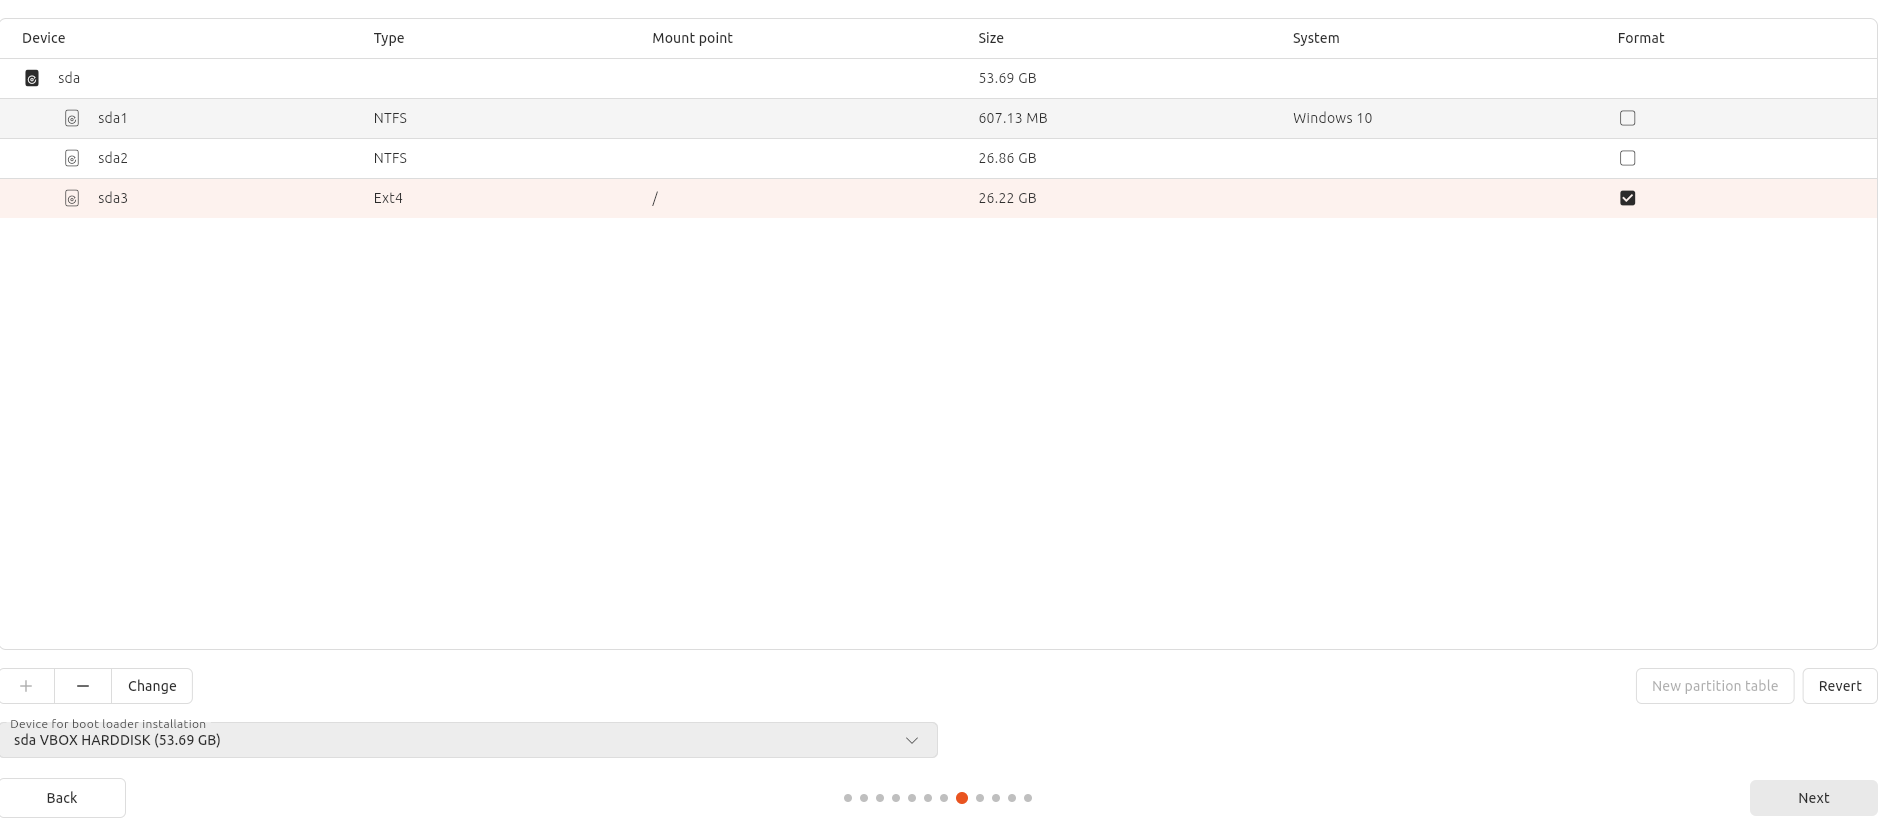 Device Type Mount point Size System Format
sda 53.69 GB
sda1 NTFS 607.13 MB Windows 10
sda2 NTFS 26.86 GB
sda3 Ext4 / 26.22 GB
+ − Change New partition table Revert
Device for boot loader installation
sda VBOX HARDDISK (53.69 GB)
Back Next